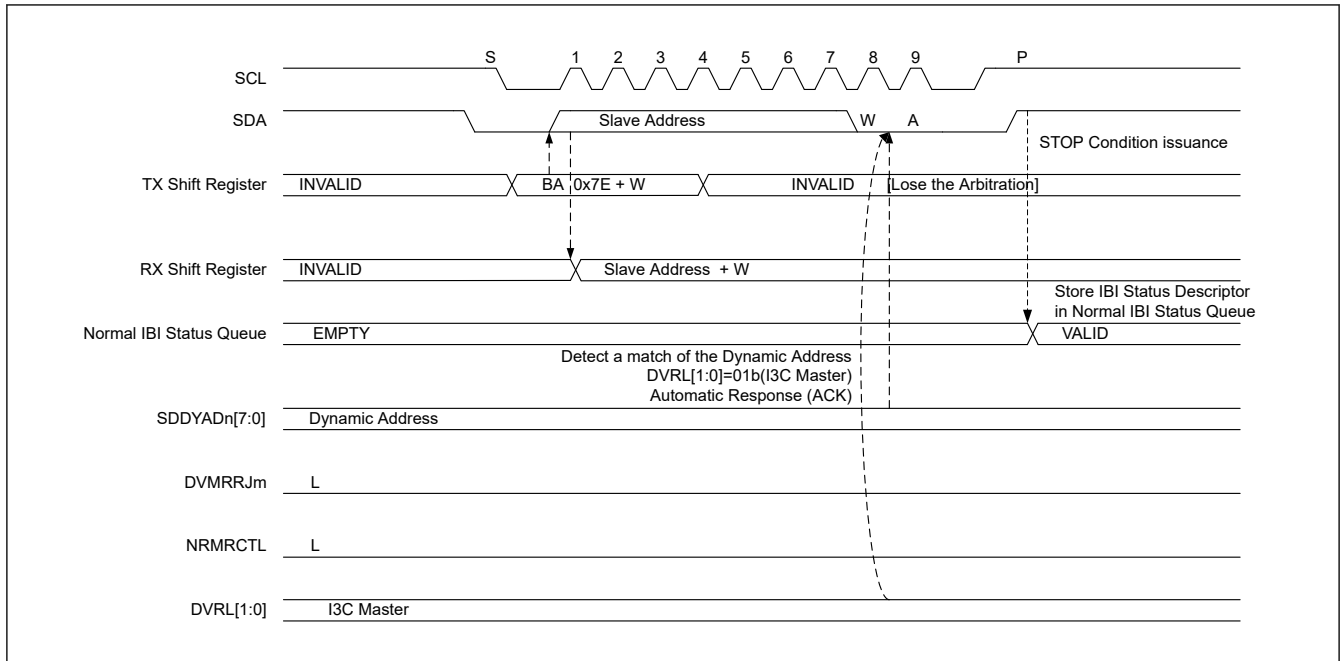 S 1 2 3 4 5 6 7 8 9 P
SCL
SDA Slave Address W A
STOP Condition issuance
TX Shift Register INVALID BA 0x7E + W INVALID [Lose the Arbitration]
RX Shift Register INVALID Slave Address + W
Store IBI Status Descriptor
in Normal IBI Status Queue
Normal IBI Status Queue EMPTY VALID
Detect a match of the Dynamic Address
DVRL[1:0]=01b(I3C Master)
Automatic Response (ACK)
SDDYADn[7:0] Dynamic Address
DVMRRJm L
NRMRCTL L
DVRL[1:0] I3C Master